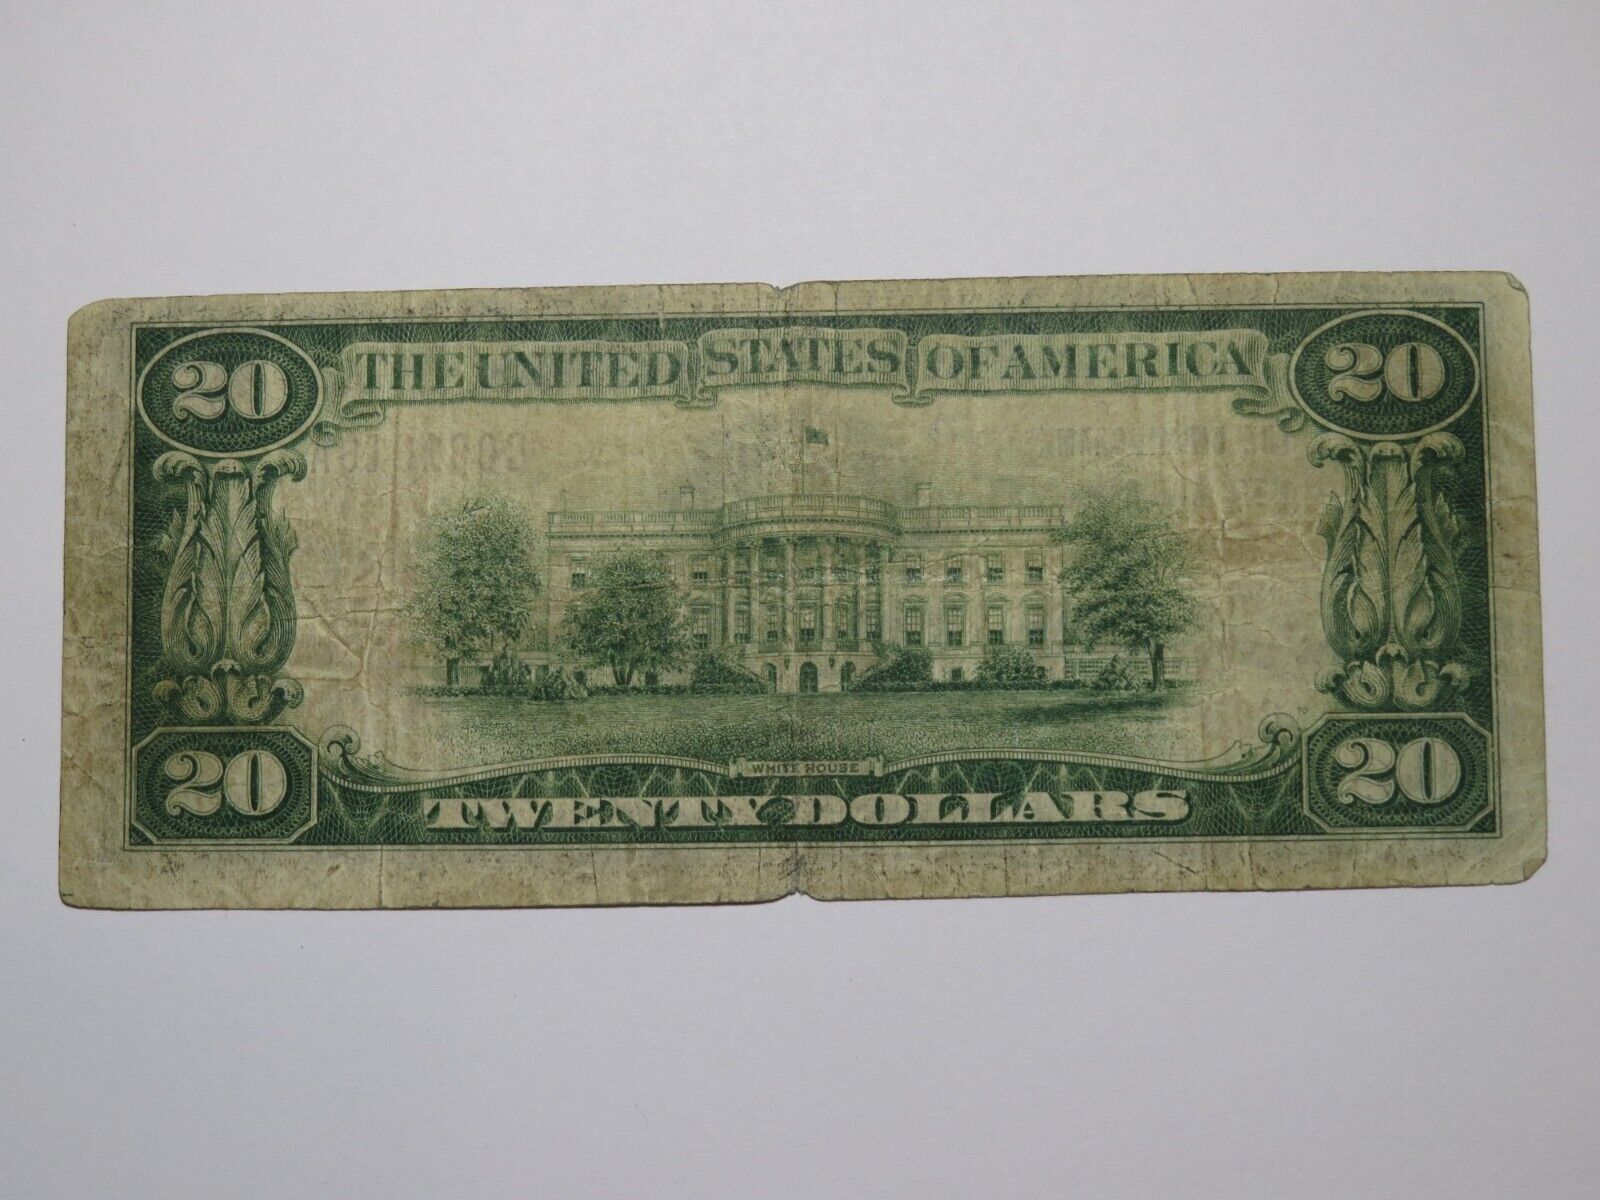 20 THE UNITED STATES OF AMERICA 20
WHITE HOUSE
20 TWENTY DOLLARS 20